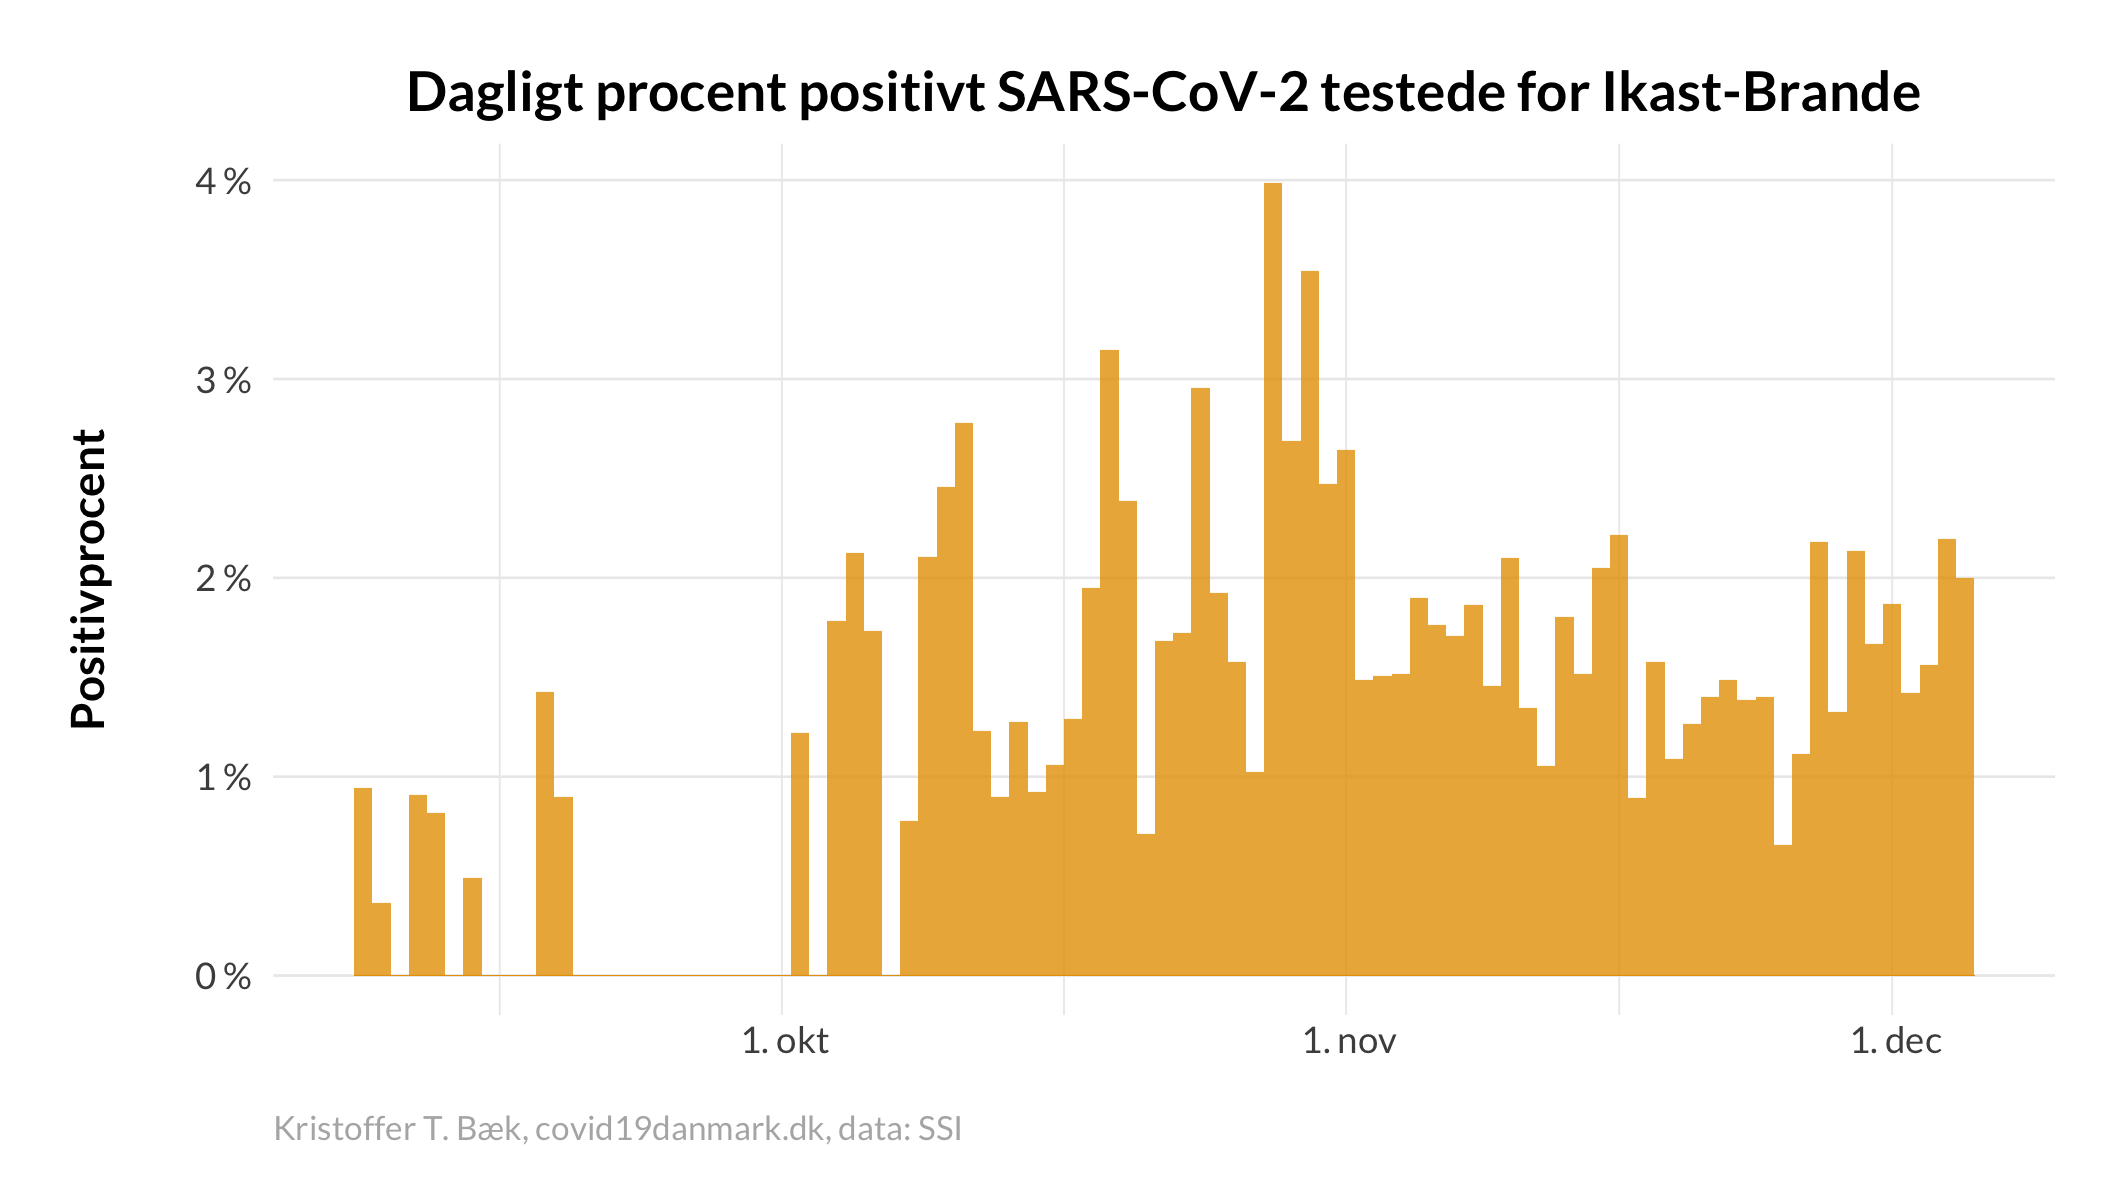 Dagligt procent positivt SARS-CoV-2 testede for Ikast-Brande
Positivprocent
4 %
3 %
2 %
1 %
0 %
1. okt
1. nov
1. dec
Kristoffer T. Bæk, covid19danmark.dk, data: SSI